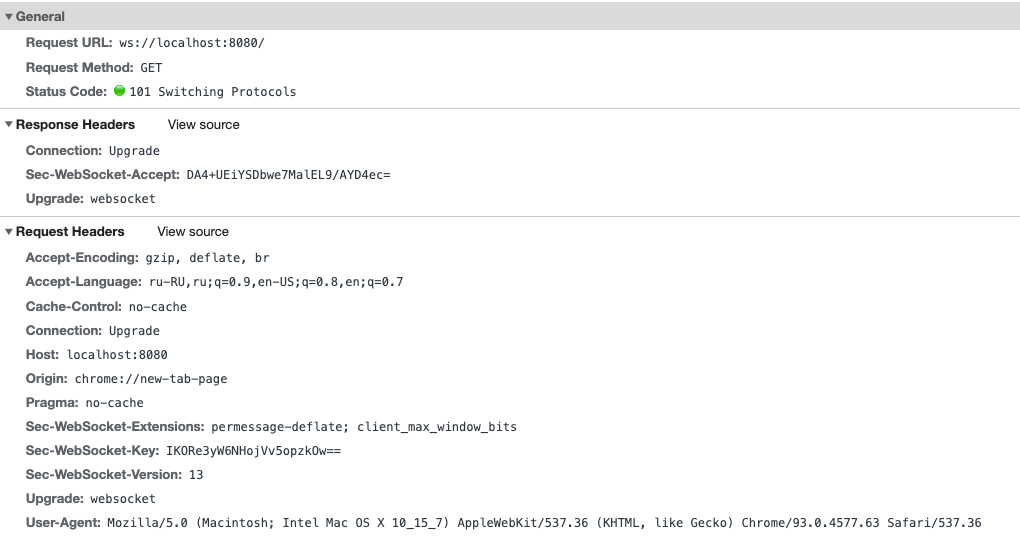 General
Request URL: ws://localhost:8080/
Request Method: GET
Status Code: 101 Switching Protocols
Response Headers View source
Connection: Upgrade
Sec-WebSocket-Accept: DA4+UEiYSDbwe7MalEL9/AYD4ec=
Upgrade: websocket
Request Headers View source
Accept-Encoding: gzip, deflate, br
Accept-Language: ru-RU,ru;q=0.9,en-US;q=0.8,en;q=0.7
Cache-Control: no-cache
Connection: Upgrade
Host: localhost:8080
Origin: chrome://new-tab-page
Pragma: no-cache
Sec-WebSocket-Extensions: permessage-deflate; client_max_window_bits
Sec-WebSocket-Key: IKORe3yW6NHojVv5opzkOw==
Sec-WebSocket-Version: 13
Upgrade: websocket
User-Agent: Mozilla/5.0 (Macintosh; Intel Mac OS X 10_15_7) AppleWebKit/537.36 (KHTML, like Gecko) Chrome/93.0.4577.63 Safari/537.36